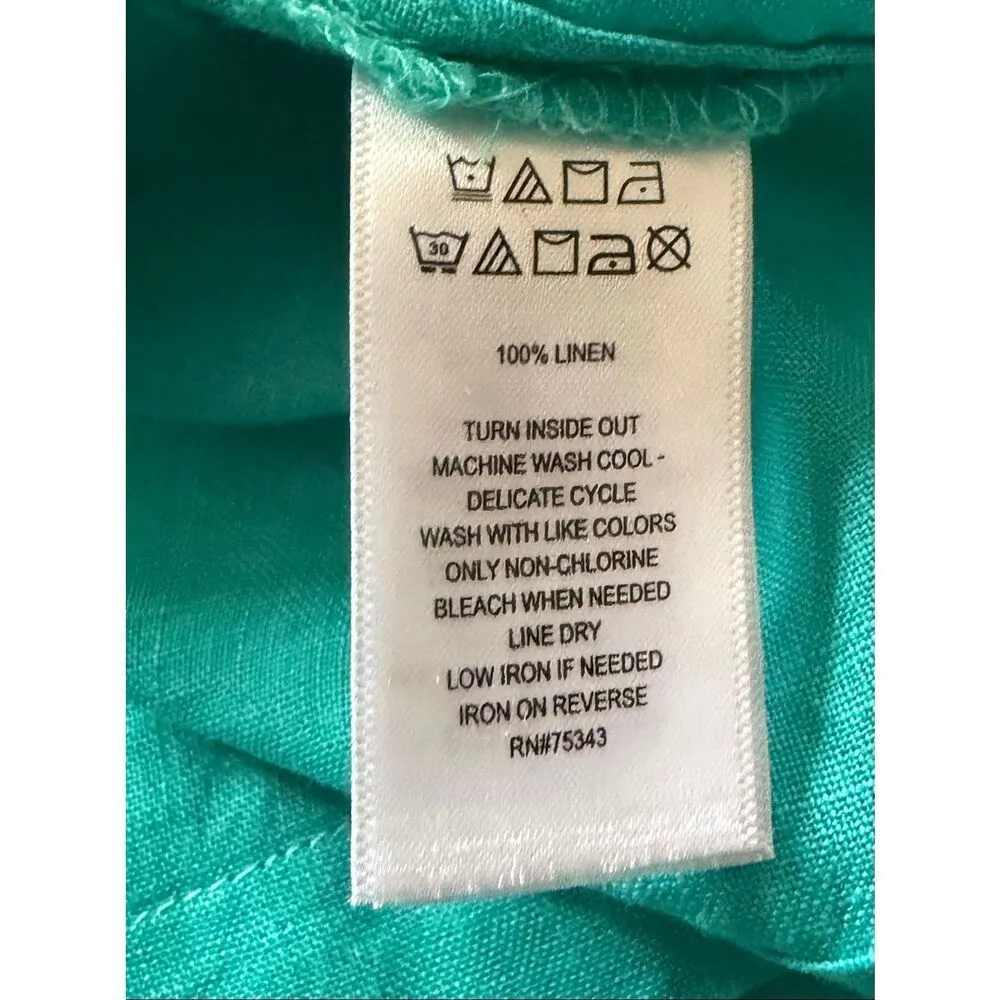 30
100% LINEN
TURN INSIDE OUT
MACHINE WASH COOL -
DELICATE CYCLE
WASH WITH LIKE COLORS
ONLY NON-CHLORINE
BLEACH WHEN NEEDED
LINE DRY
LOW IRON IF NEEDED
IRON ON REVERSE
RN#75343